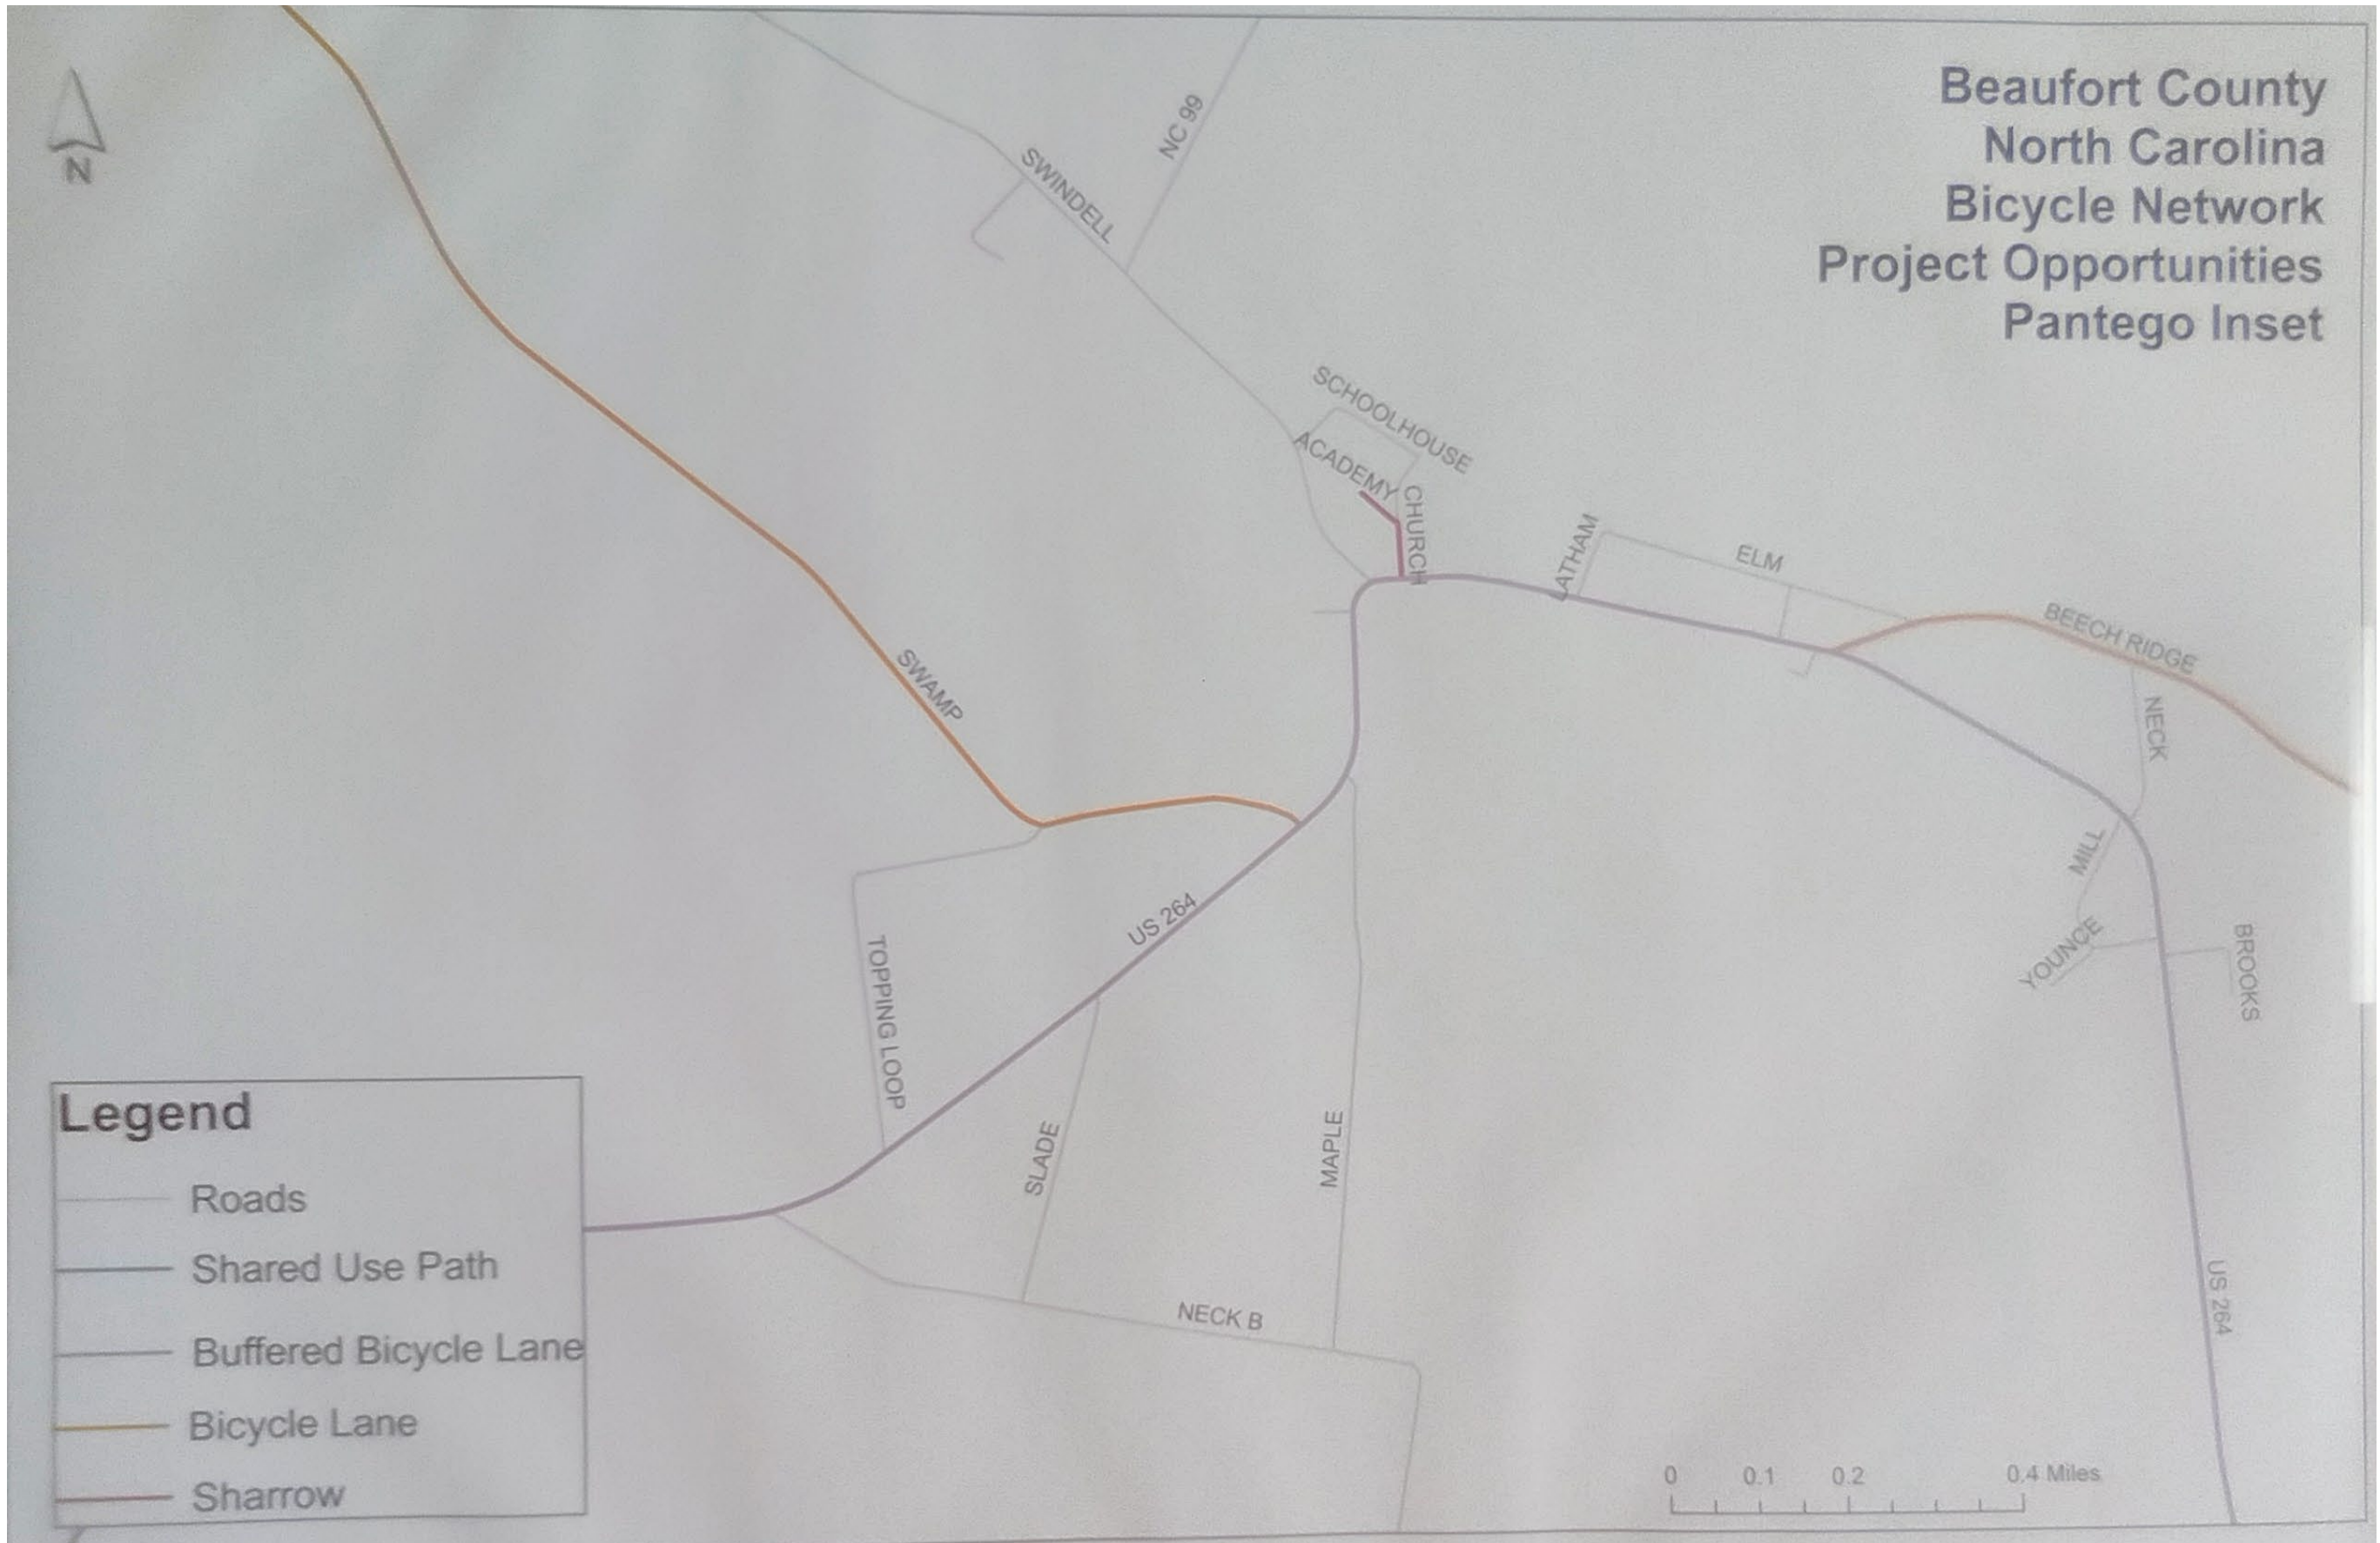 Beaufort County
North Carolina
Bicycle Network
Project Opportunities
Pantego Inset
N
NC 99
SWINDELL
SCHOOLHOUSE
ACADEMY
CHURCH
LATHAM
ELM
BEECH RIDGE
NECK
SWAMP
MILL
YOUNCE
BROOKS
US 264
TOPPING LOOP
SLADE
MAPLE
US 264
NECK B
Legend
Roads
Shared Use Path
Buffered Bicycle Lane
Bicycle Lane
Sharrow
0 0.1 0.2 0.4 Miles